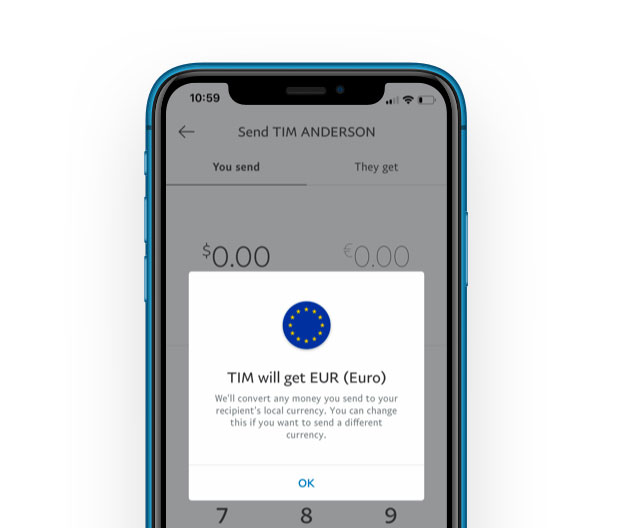 10:59
Send TIM ANDERSON
You send They get
$0.00 €0.00
TIM will get EUR (Euro)
We'll convert any money you send to your
recipient's local currency. You can change
this if you want to send a different
currency.
OK
7 8 9